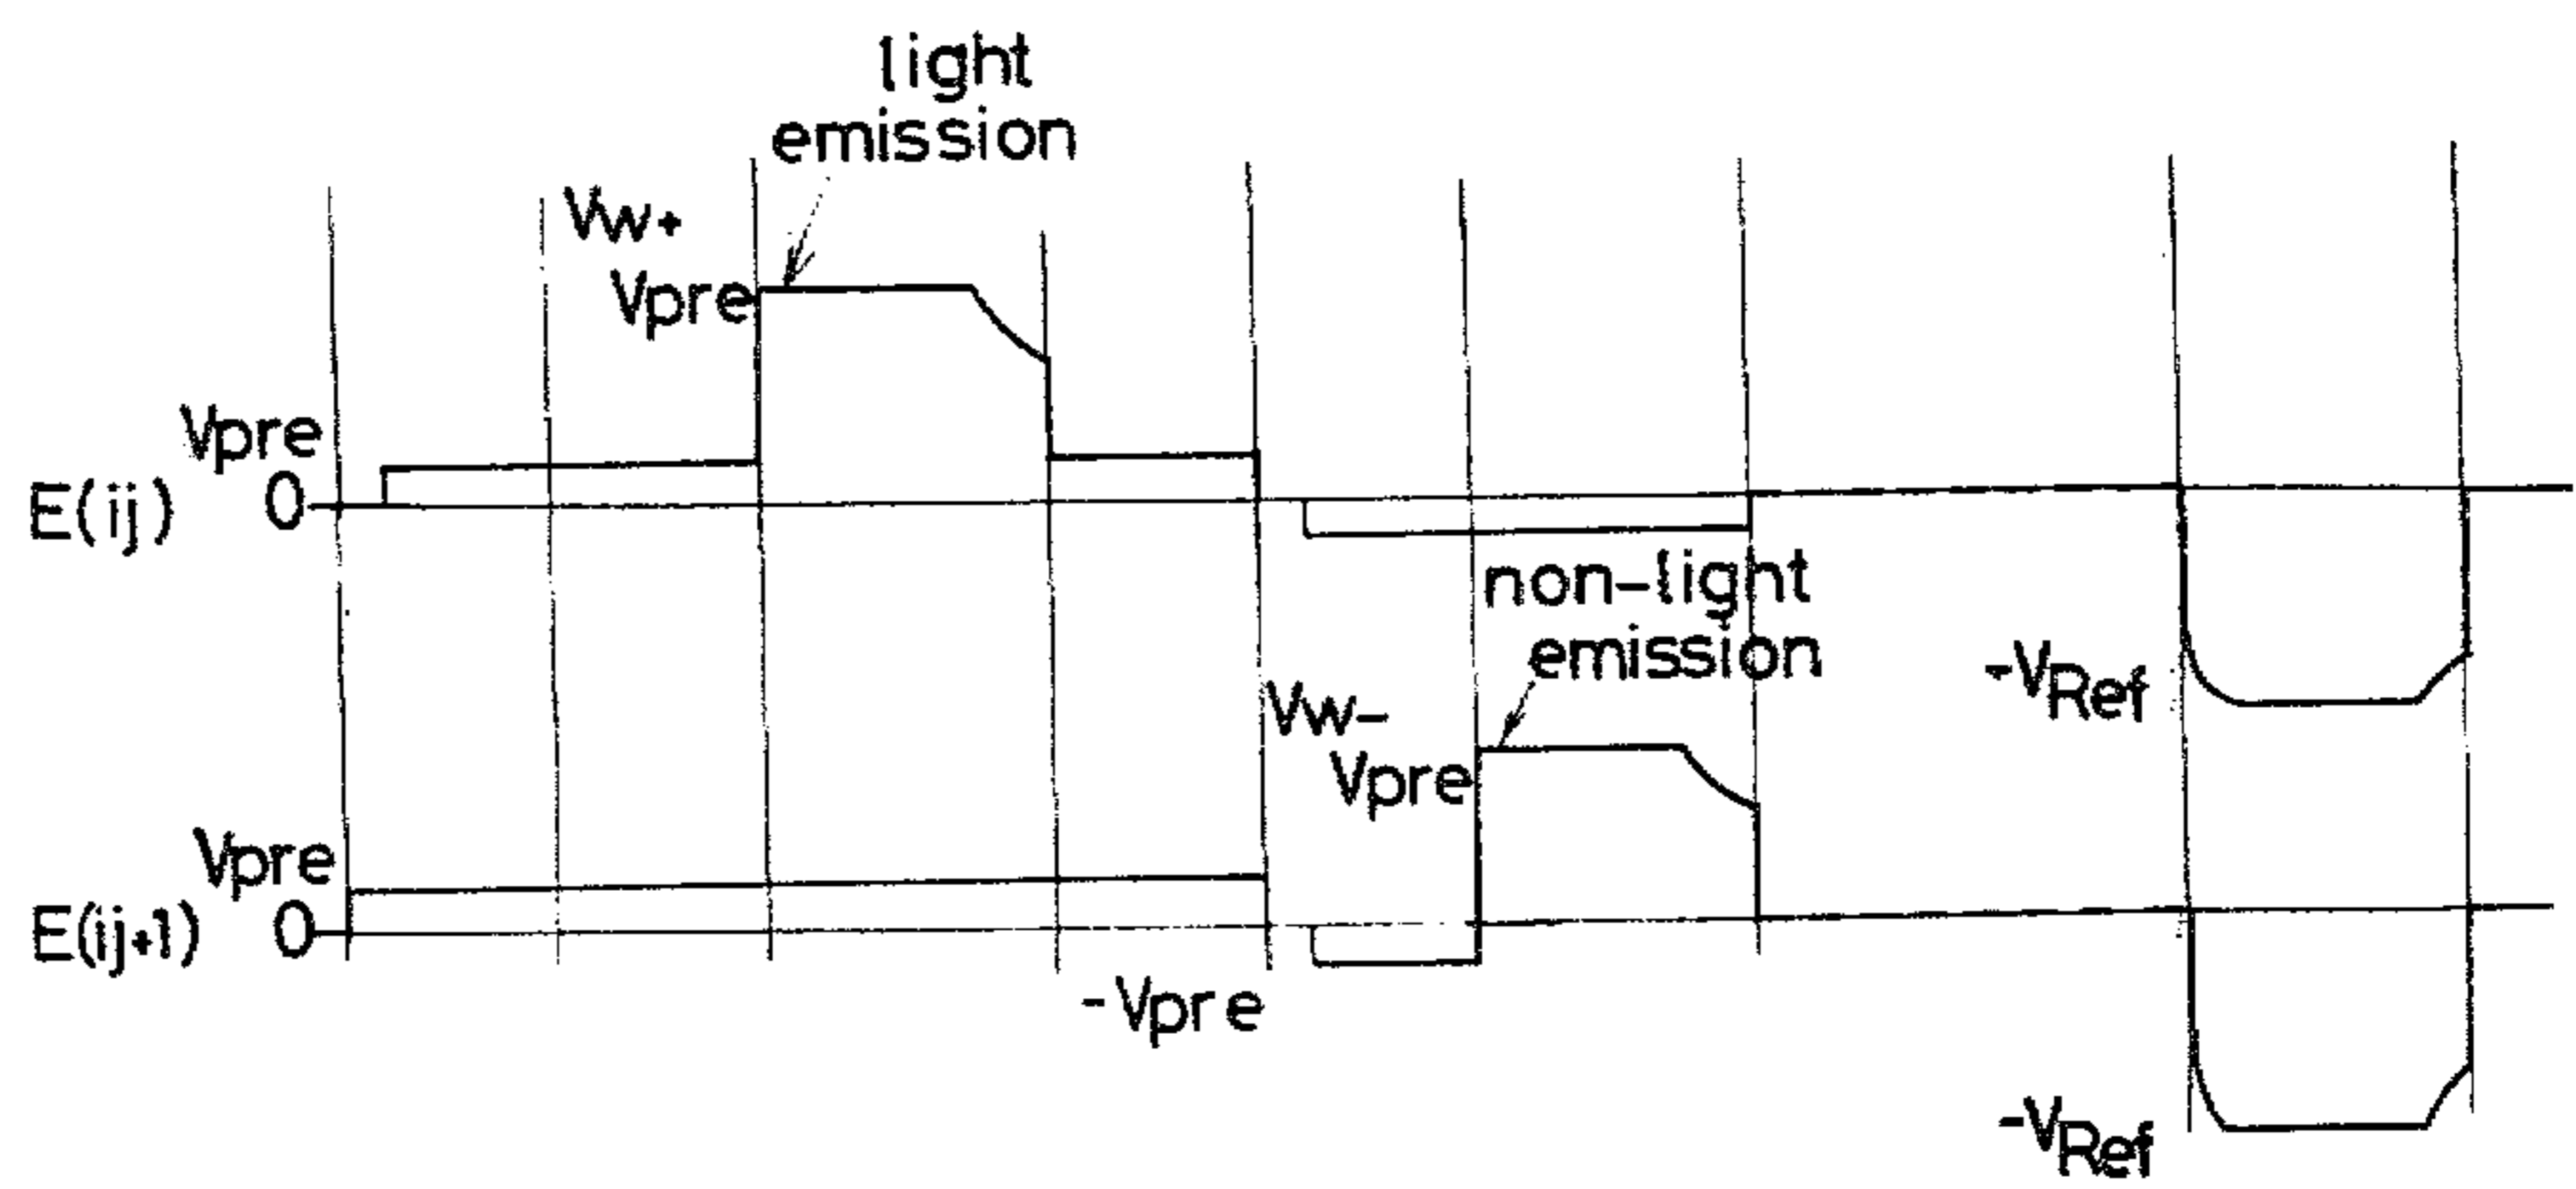 light
emission
Vw+
Vpre
Vpre
E(ij) 0
non-light
emission
-VRef
Vw-
Vpre
Vpre
E(ij+1) 0
-Vpre
-VRef